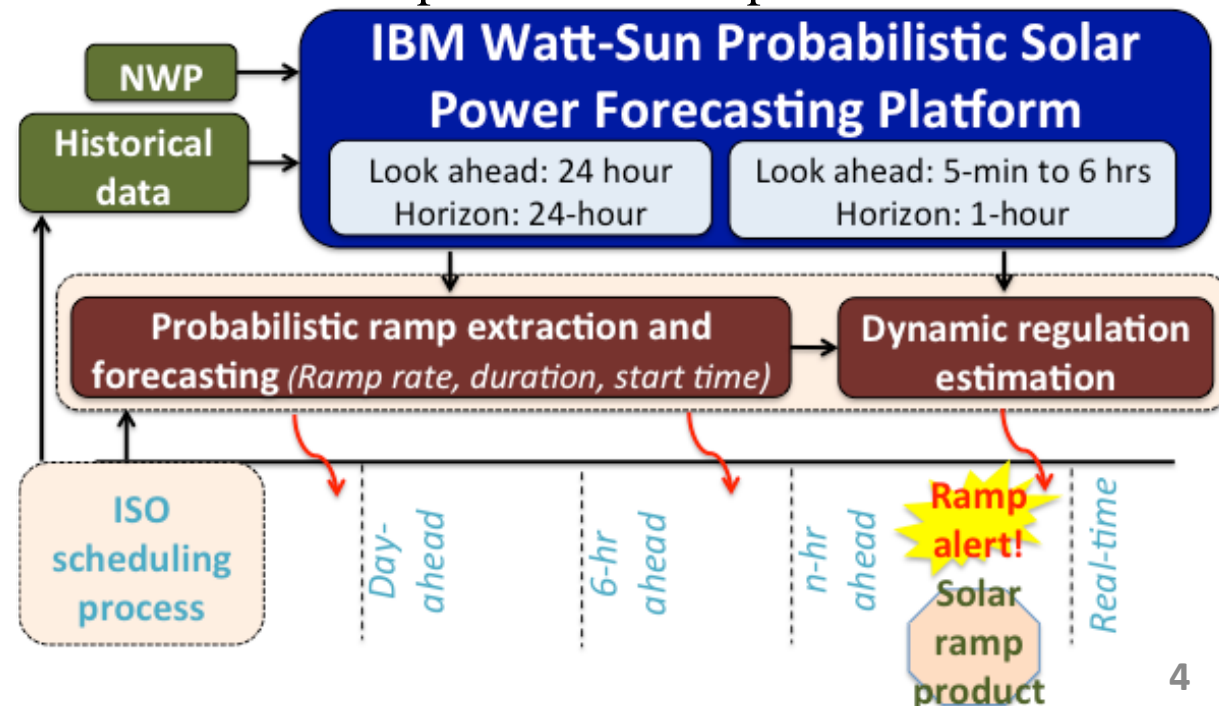 IBM Watt-Sun Probabilistic Solar
Power Forecasting Platform
NWP
Historical
data
Look ahead: 24 hour
Horizon: 24-hour
Look ahead: 5-min to 6 hrs
Horizon: 1-hour
Probabilistic ramp extraction and
forecasting (Ramp rate, duration, start time)
Dynamic regulation
estimation
ISO
scheduling
process
Day-
ahead
6-hr
ahead
n-hr
ahead
Ramp
alert!
Solar
ramp
product
Real-time
4